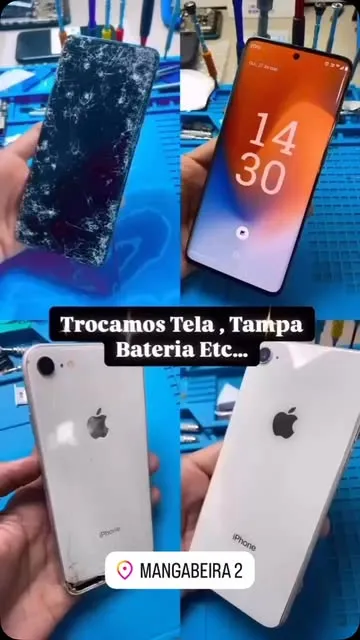 14
30
Trocamos Tela , Tampa
Bateria Etc...
iPhone
iPhone
MANGABEIRA 2